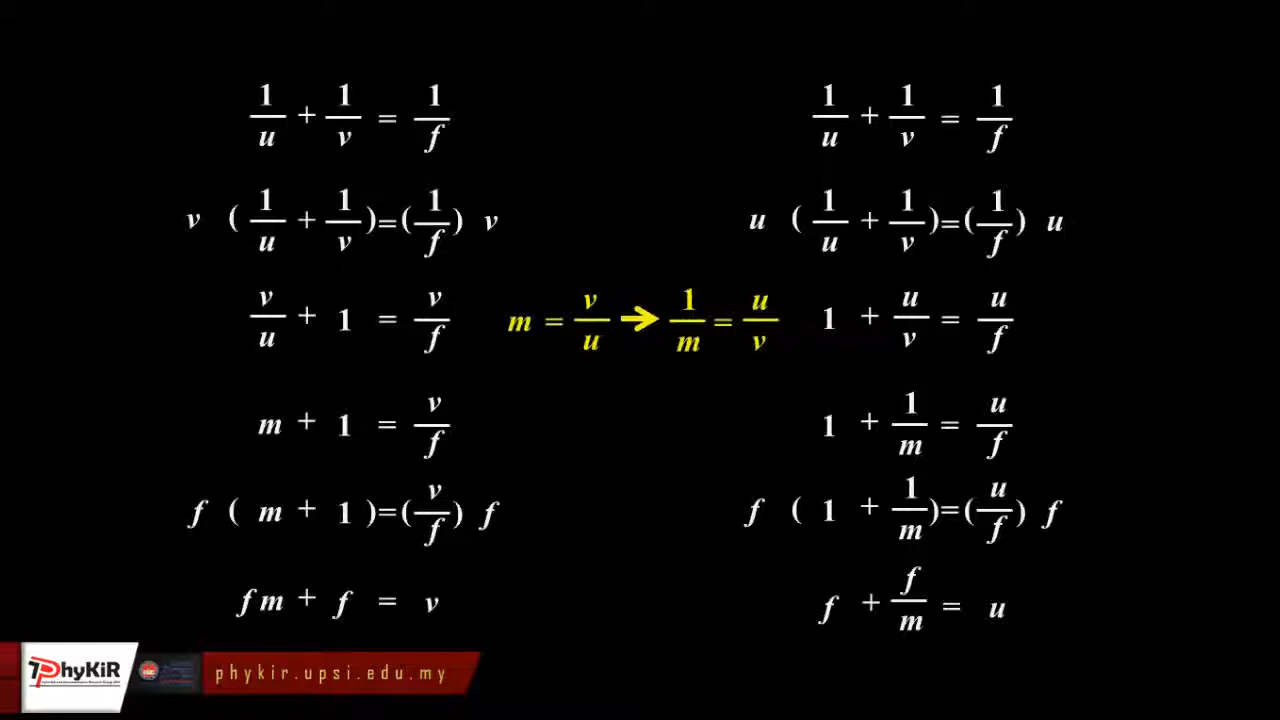 1/u + 1/v = 1/f
v ( 1/u + 1/v )=( 1/f ) v
v/u + 1 = v/f
m + 1 = v/f
f ( m + 1 )=( v/f ) f
fm + f = v
m = v/u → 1/m = u/v
1/u + 1/v = 1/f
u ( 1/u + 1/v )=( 1/f ) u
1 + u/v = u/f
1 + 1/m = u/f
f ( 1 + 1/m )=( u/f ) f
f + f/m = u
PhyKiR
phykir.upsi.edu.my